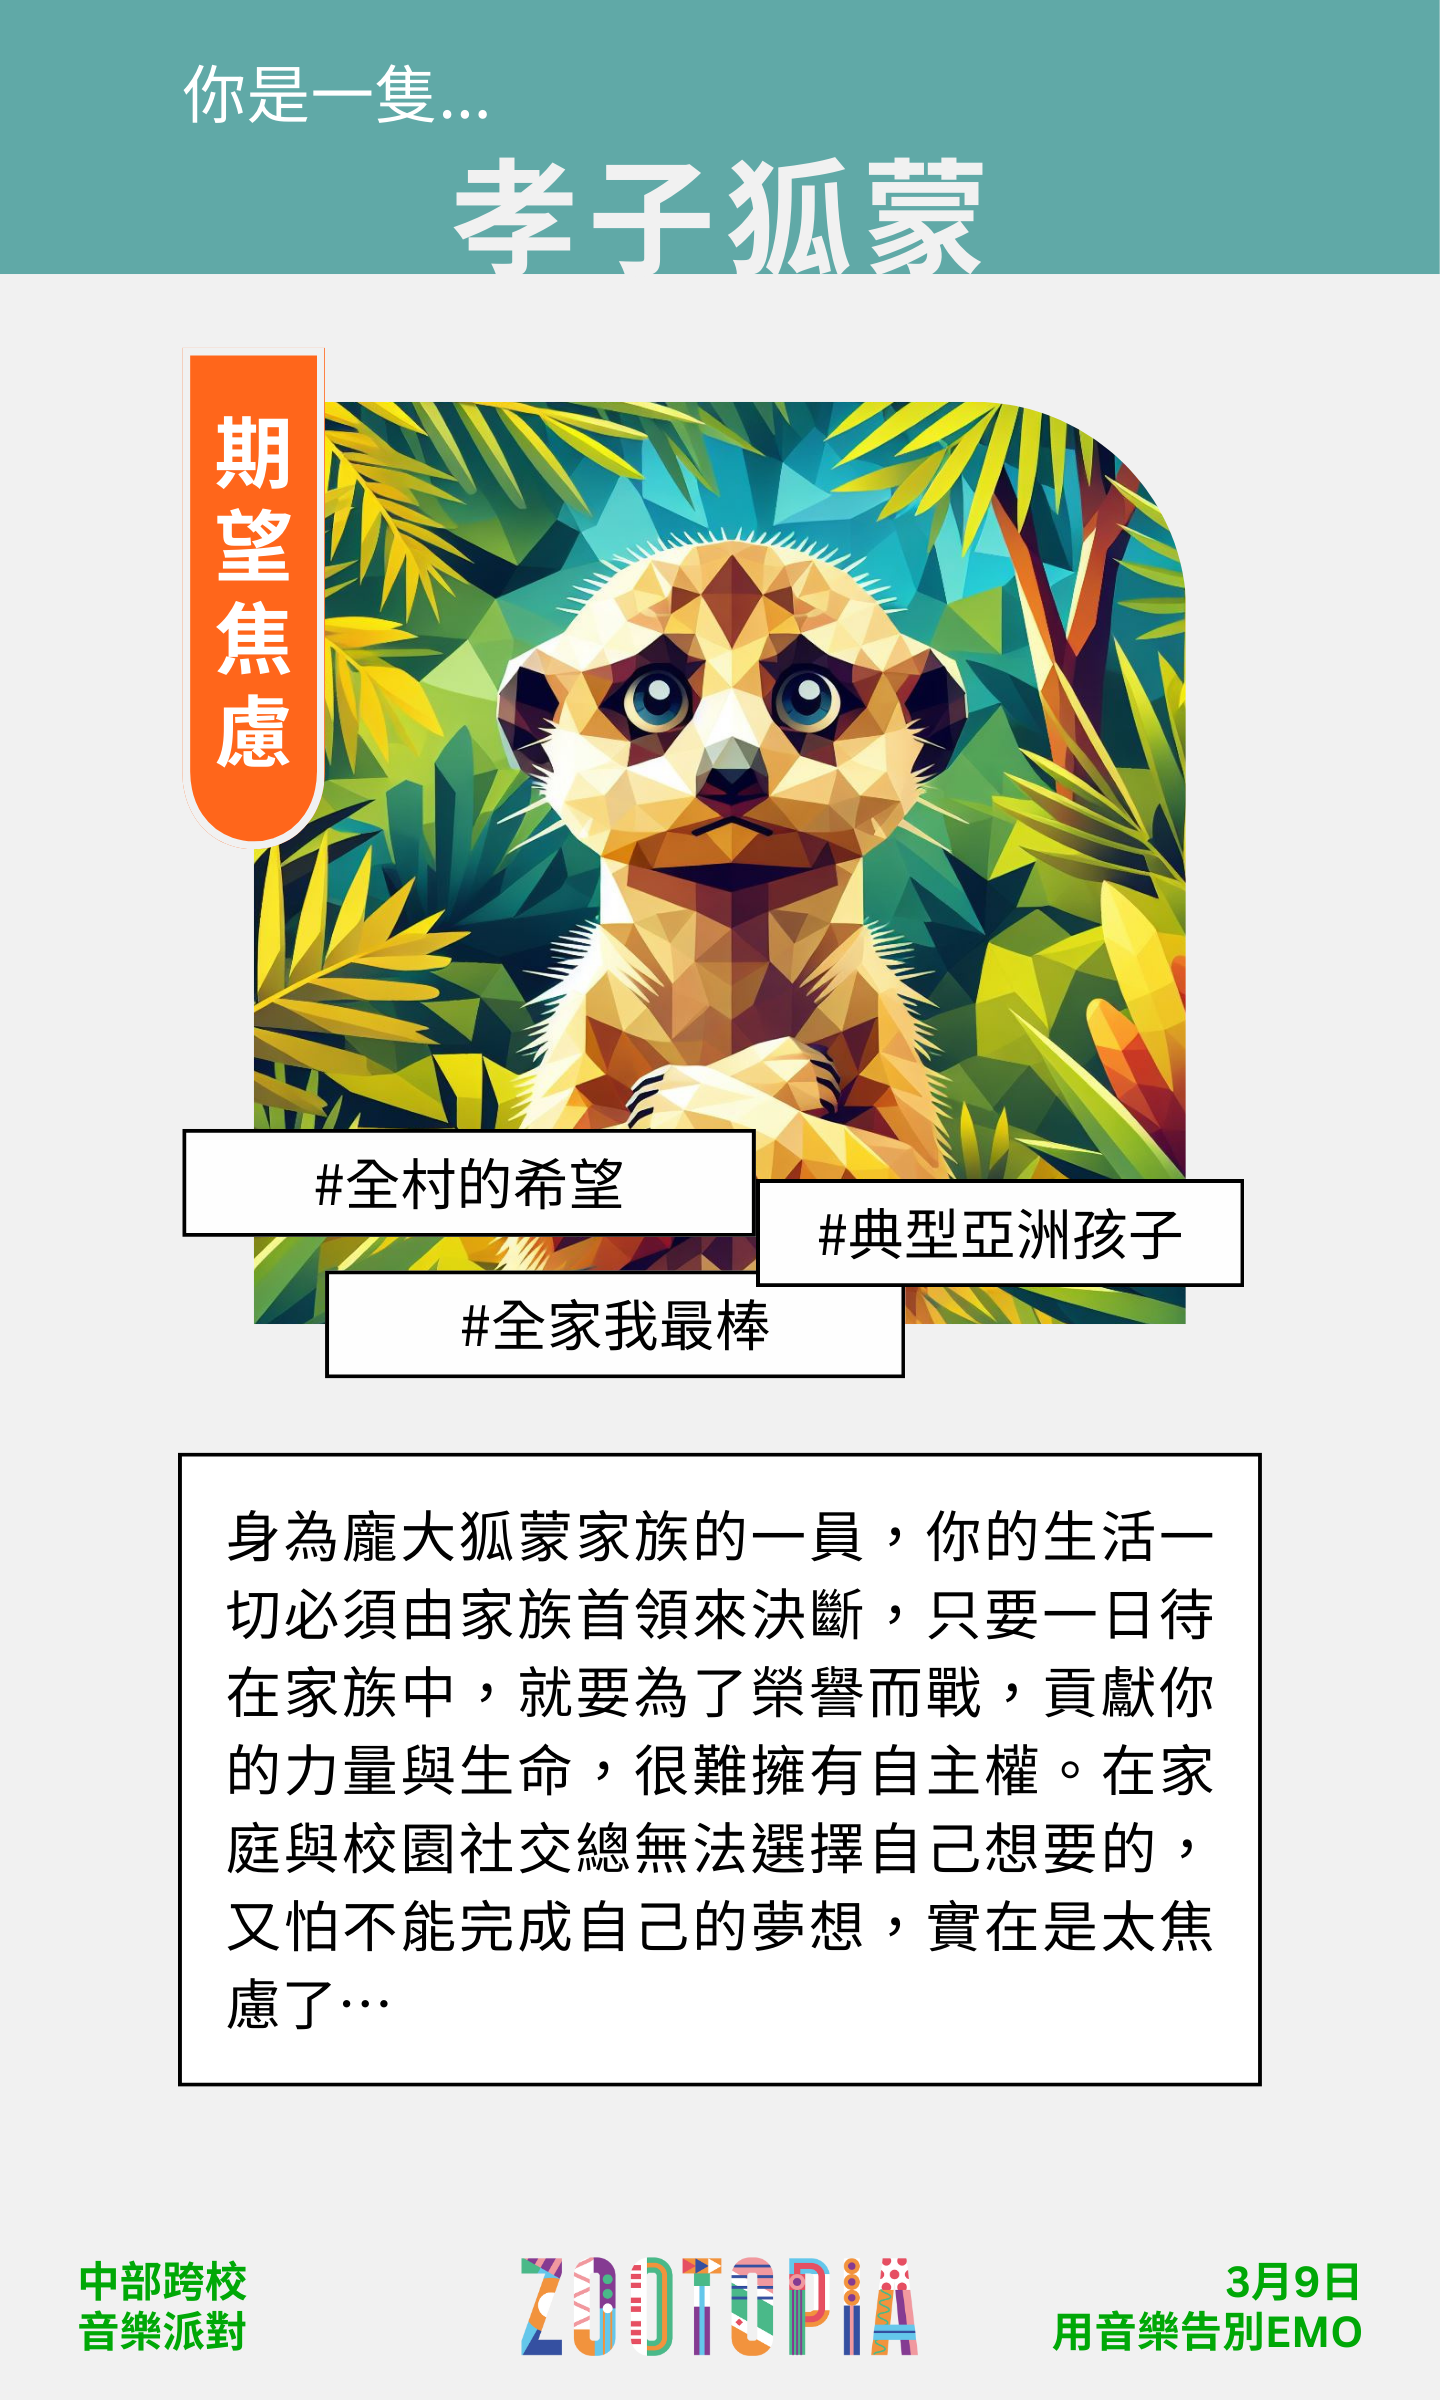 你是一隻...
孝子狐蒙
期望焦慮
#全村的希望
#典型亞洲孩子
#全家我最棒
身為龐大狐蒙家族的一員，你的生活一
切必須由家族首領來決斷，只要一日待
在家族中，就要為了榮譽而戰，貢獻你
的力量與生命，很難擁有自主權。在家
庭與校園社交總無法選擇自己想要的，
又怕不能完成自己的夢想，實在是太焦
慮了…
中部跨校
音樂派對
ZOOTOPiA
3月9日
用音樂告別EMO